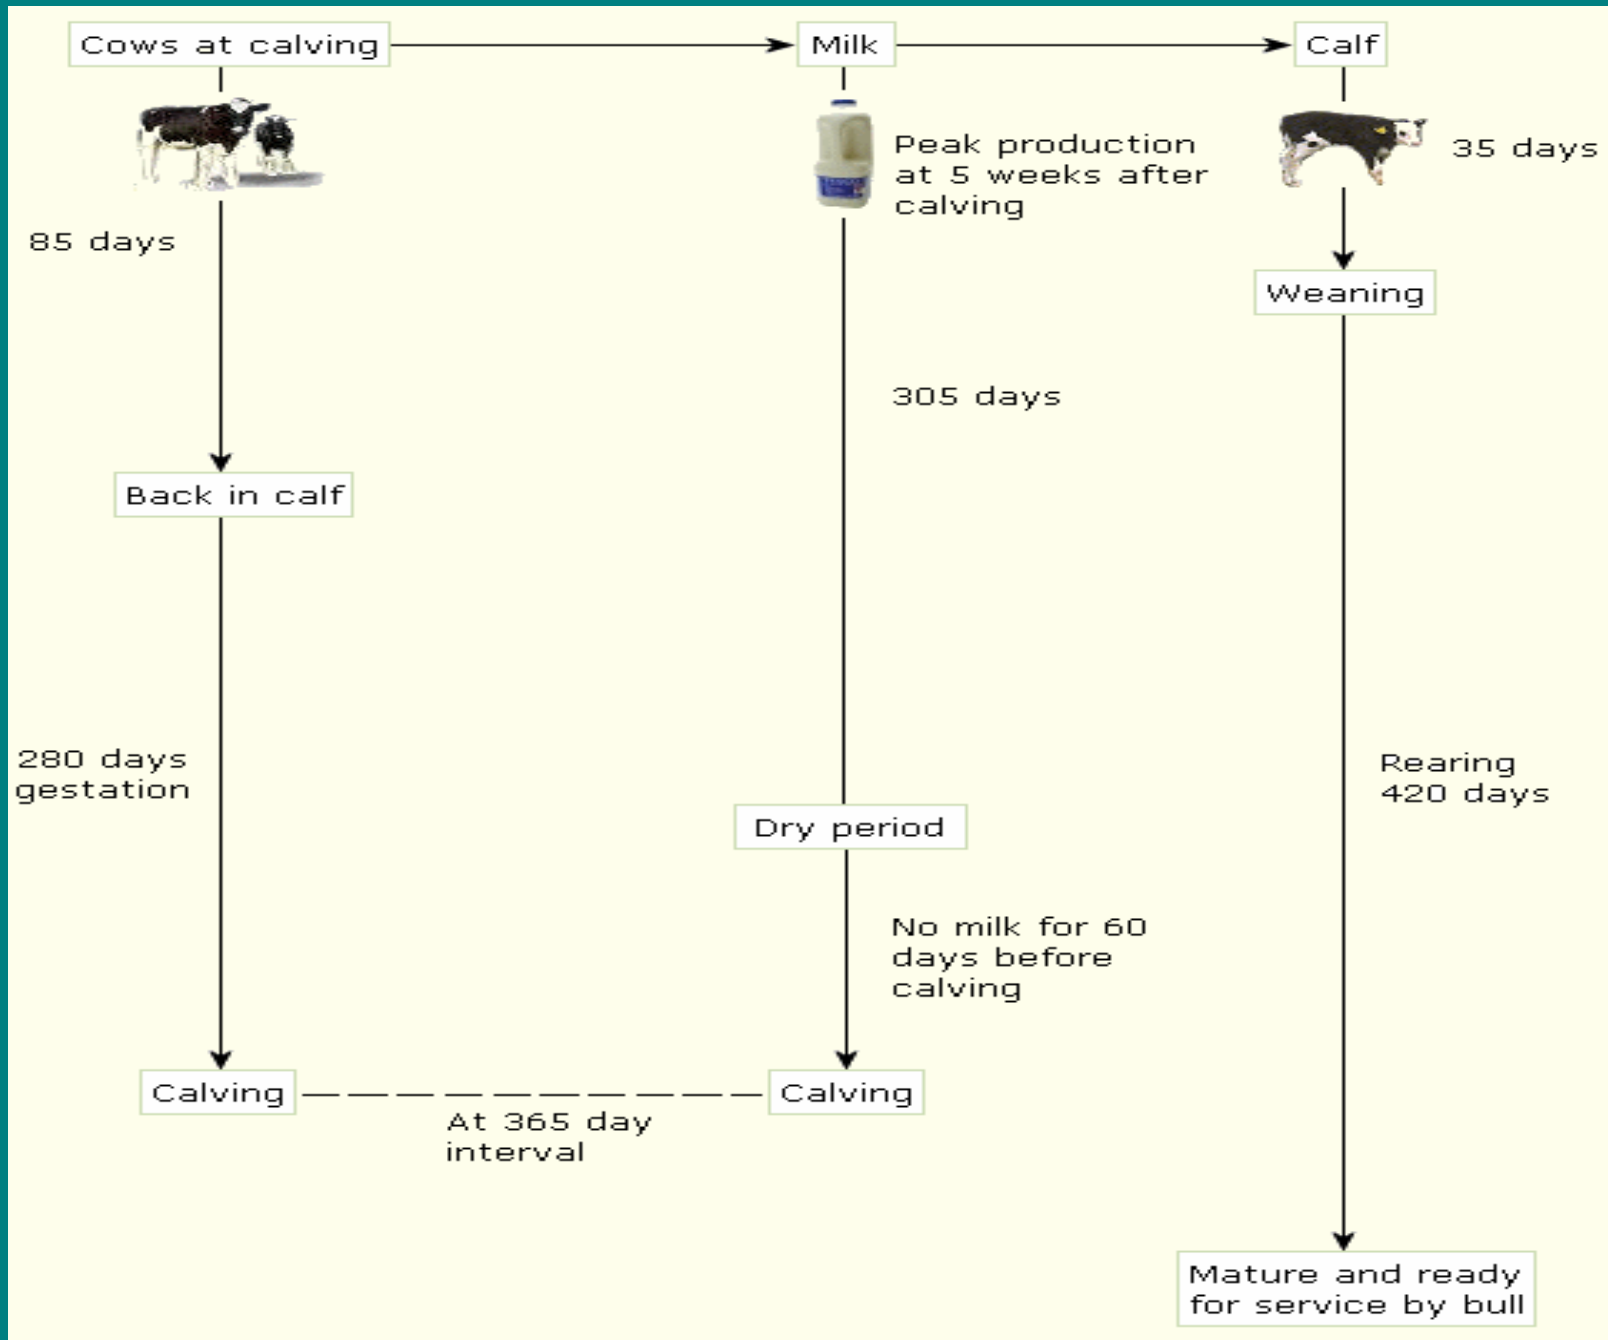 Cows at calving
Milk
Calf
Peak production
at 5 weeks after
calving
35 days
85 days
Weaning
305 days
Back in calf
280 days
gestation
Rearing
420 days
Dry period
No milk for 60
days before
calving
Calving
Calving
At 365 day
interval
Mature and ready
for service by bull